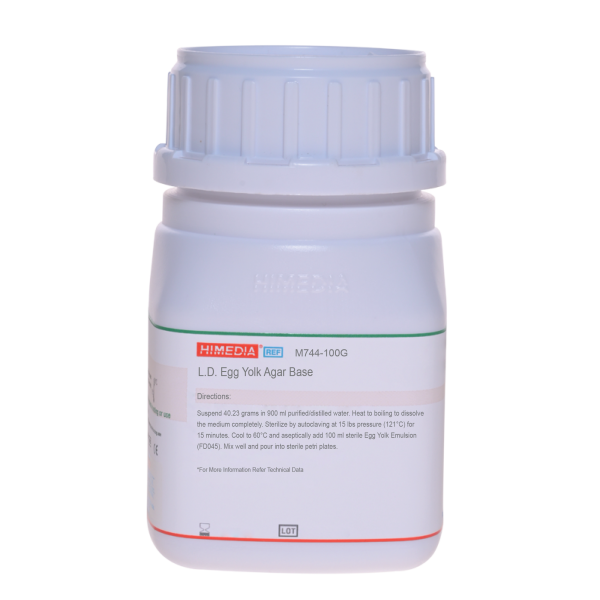 HIMEDIA
HIMEDIA® REF M744-100G
L.D. Egg Yolk Agar Base
Directions:
Suspend 40.23 grams in 900 ml purified/distilled water. Heat to boiling to dissolve
the medium completely. Sterilize by autoclaving at 15 lbs pressure (121°C) for
15 minutes. Cool to 60°C and aseptically add 100 ml sterile Egg Yolk Emulsion
(FD045). Mix well and pour into sterile petri plates.
*For More Information Refer Technical Data
LOT